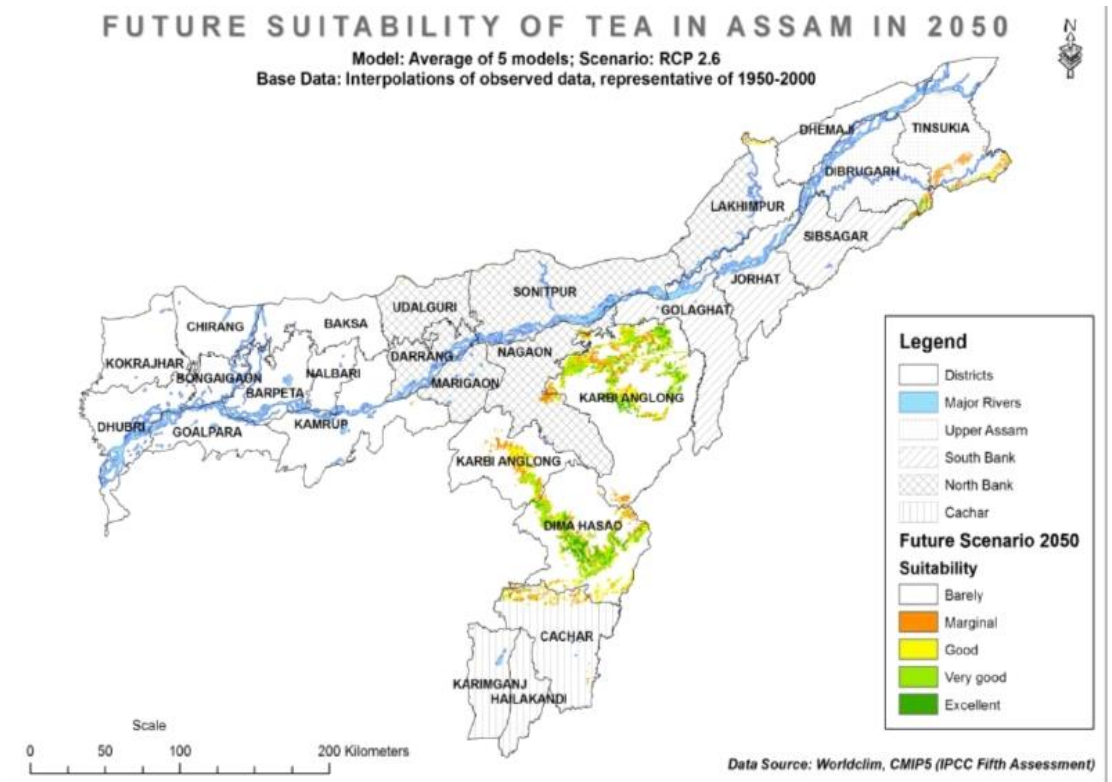 FUTURE SUITABILITY OF TEA IN ASSAM IN 2050
Model: Average of 5 models; Scenario: RCP 2.6
Base Data: Interpolations of observed data, representative of 1950-2000
N
DHEMAJI
TINSUKIA
DIBRUGARH
LAKHIMPUR
SIBSAGAR
JORHAT
SONITPUR
UDALGURI
GOLAGHAT
CHIRANG
BAKSA
NAGAON
DARRANG
KOKRAJHAR
BONGAIGAON
NALBARI
MARIGAON
BARPETA
KARBI ANGLONG
DHUBRI
GOALPARA
KAMRUP
KARBI ANGLONG
DIMA HASAO
CACHAR
KARIMGANJ
HAILAKANDI
Legend
Districts
Major Rivers
Upper Assam
South Bank
North Bank
Cachar
Future Scenario 2050
Suitability
Barely
Marginal
Good
Very good
Excellent
Scale
0 50 100 200 Kilometers
Data Source: Worldclim, CMIP5 (IPCC Fifth Assessment)